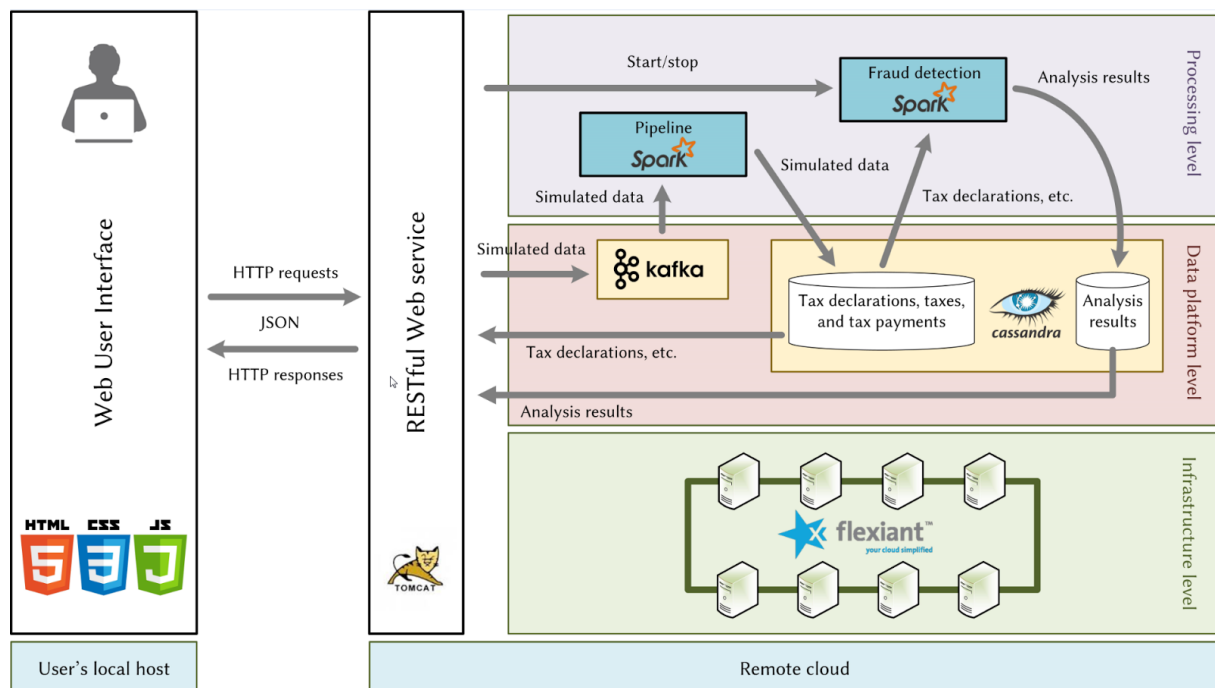 Web User Interface
HTML
5
CSS
3
JS
User's local host
HTTP requests
JSON
HTTP responses
RESTful Web service
TOMCAT
Start/stop
Fraud detection
Spark
Analysis results
Pipeline
Spark
Simulated data
Simulated data
Tax declarations, etc.
Processing level
Simulated data
kafka
Tax declarations, taxes,
and tax payments
cassandra
Analysis
results
Tax declarations, etc.
Analysis results
Data platform level
flexiant™
your cloud simplified
Infrastructure level
Remote cloud